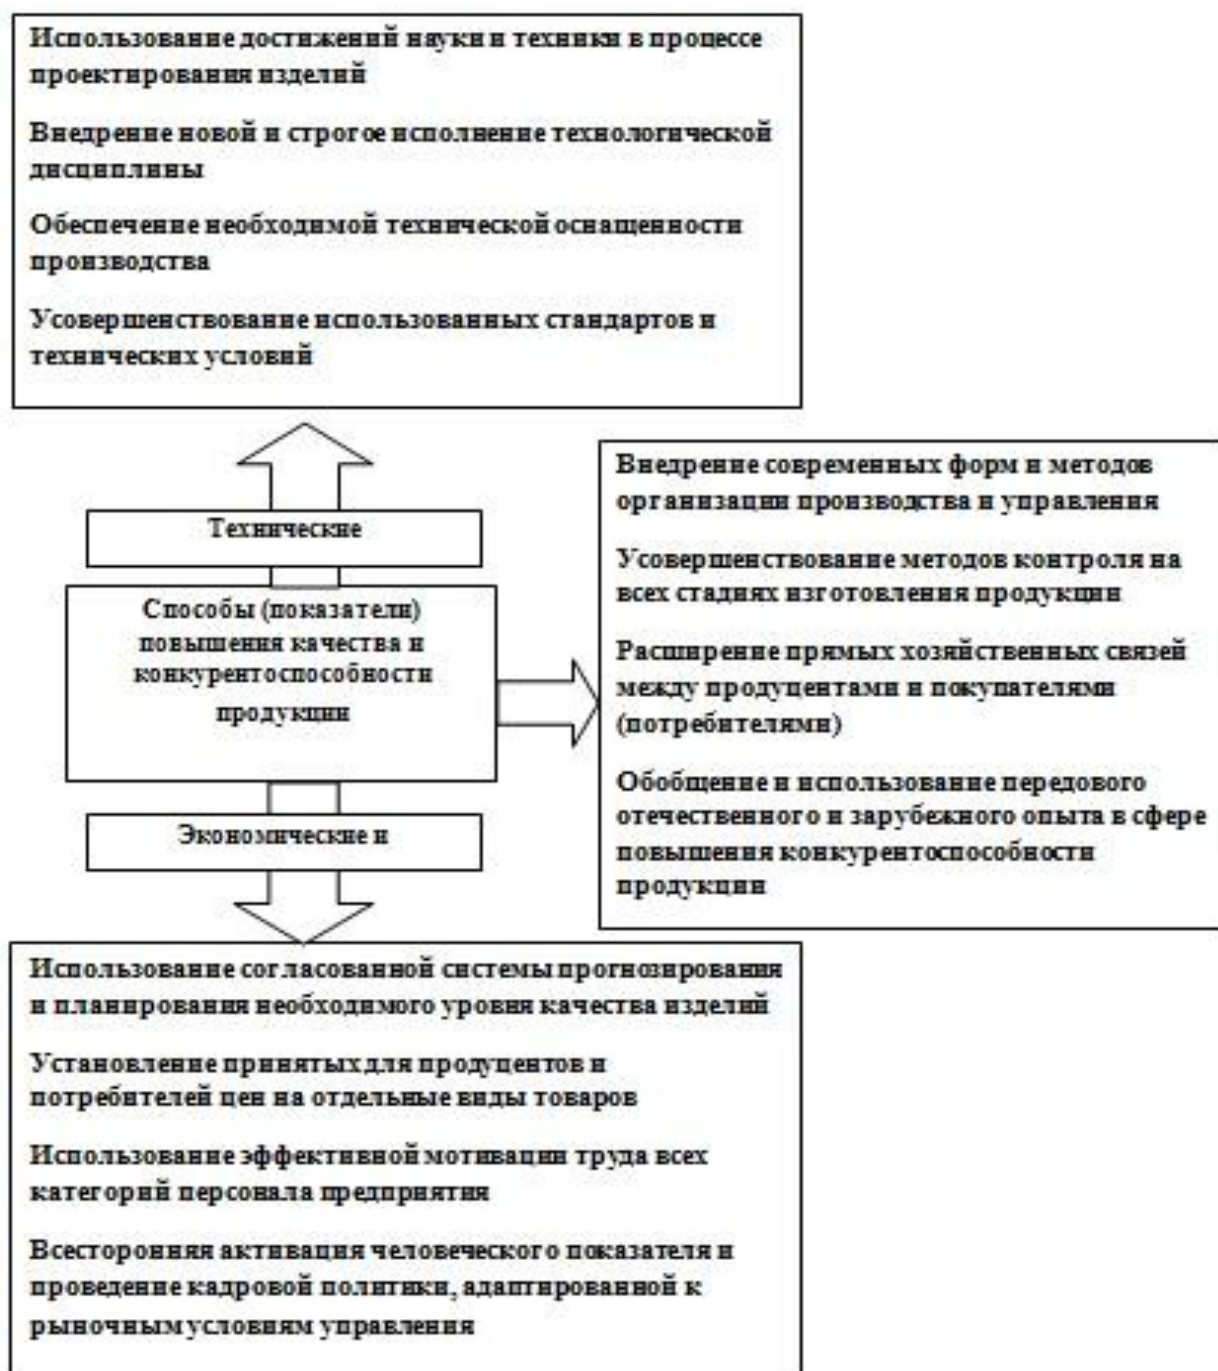 Использование достижений науки и техники в процессе
проектирования изделий
Внедрение новой и строгое исполнение технологической
дисциплины
Обеспечение необходимой технической оснащенности
производства
Усовершенствование использованных стандартов и
технических условий
Технические
Способы (показатели)
повышения качества и
конкурентоспособности
продукции
Внедрение современных форм и методов
организации производства и управления
Усовершенствование методов контроля на
всех стадиях изготовления продукции
Расширение прямых хозяйственных связей
между продуцентами и покупателями
(потребителями)
Обобщение и использование передового
отечественного и зарубежного опыта в сфере
повышения конкурентоспособности
продукции
Экономические и
Использование согласованной системы прогнозирования
и планирования необходимого уровня качества изделий
Установление принятых для продуцентов и
потребителей цен на отдельные виды товаров
Использование эффективной мотивации труда всех
категорий персонала предприятия
Всесторонняя активация человеческого показателя и
проведение кадровой политики, адаптированной к
рыночным условиям управления